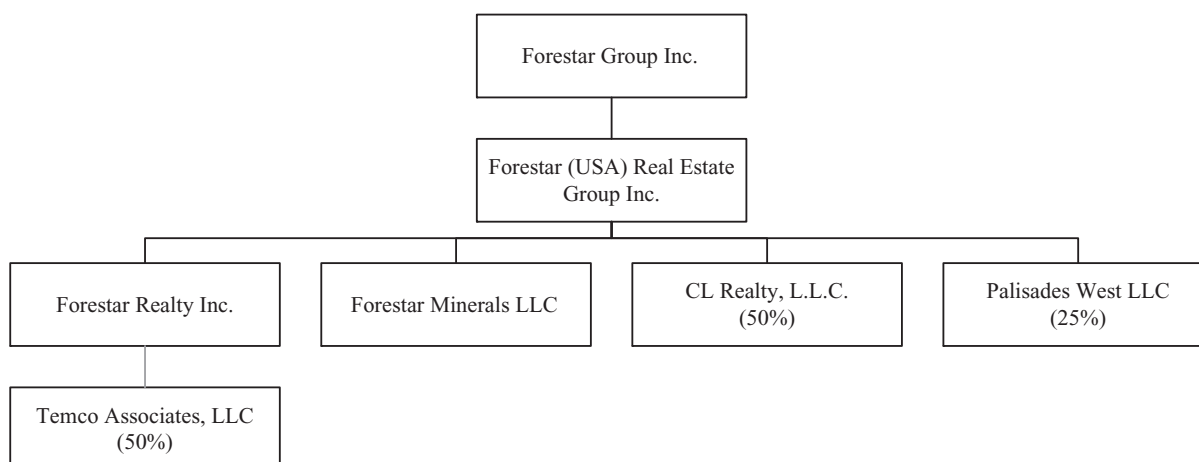 Forestar Group Inc.
Forestar (USA) Real Estate
Group Inc.
Forestar Realty Inc.
Forestar Minerals LLC
CL Realty, L.L.C.
(50%)
Palisades West LLC
(25%)
Temco Associates, LLC
(50%)